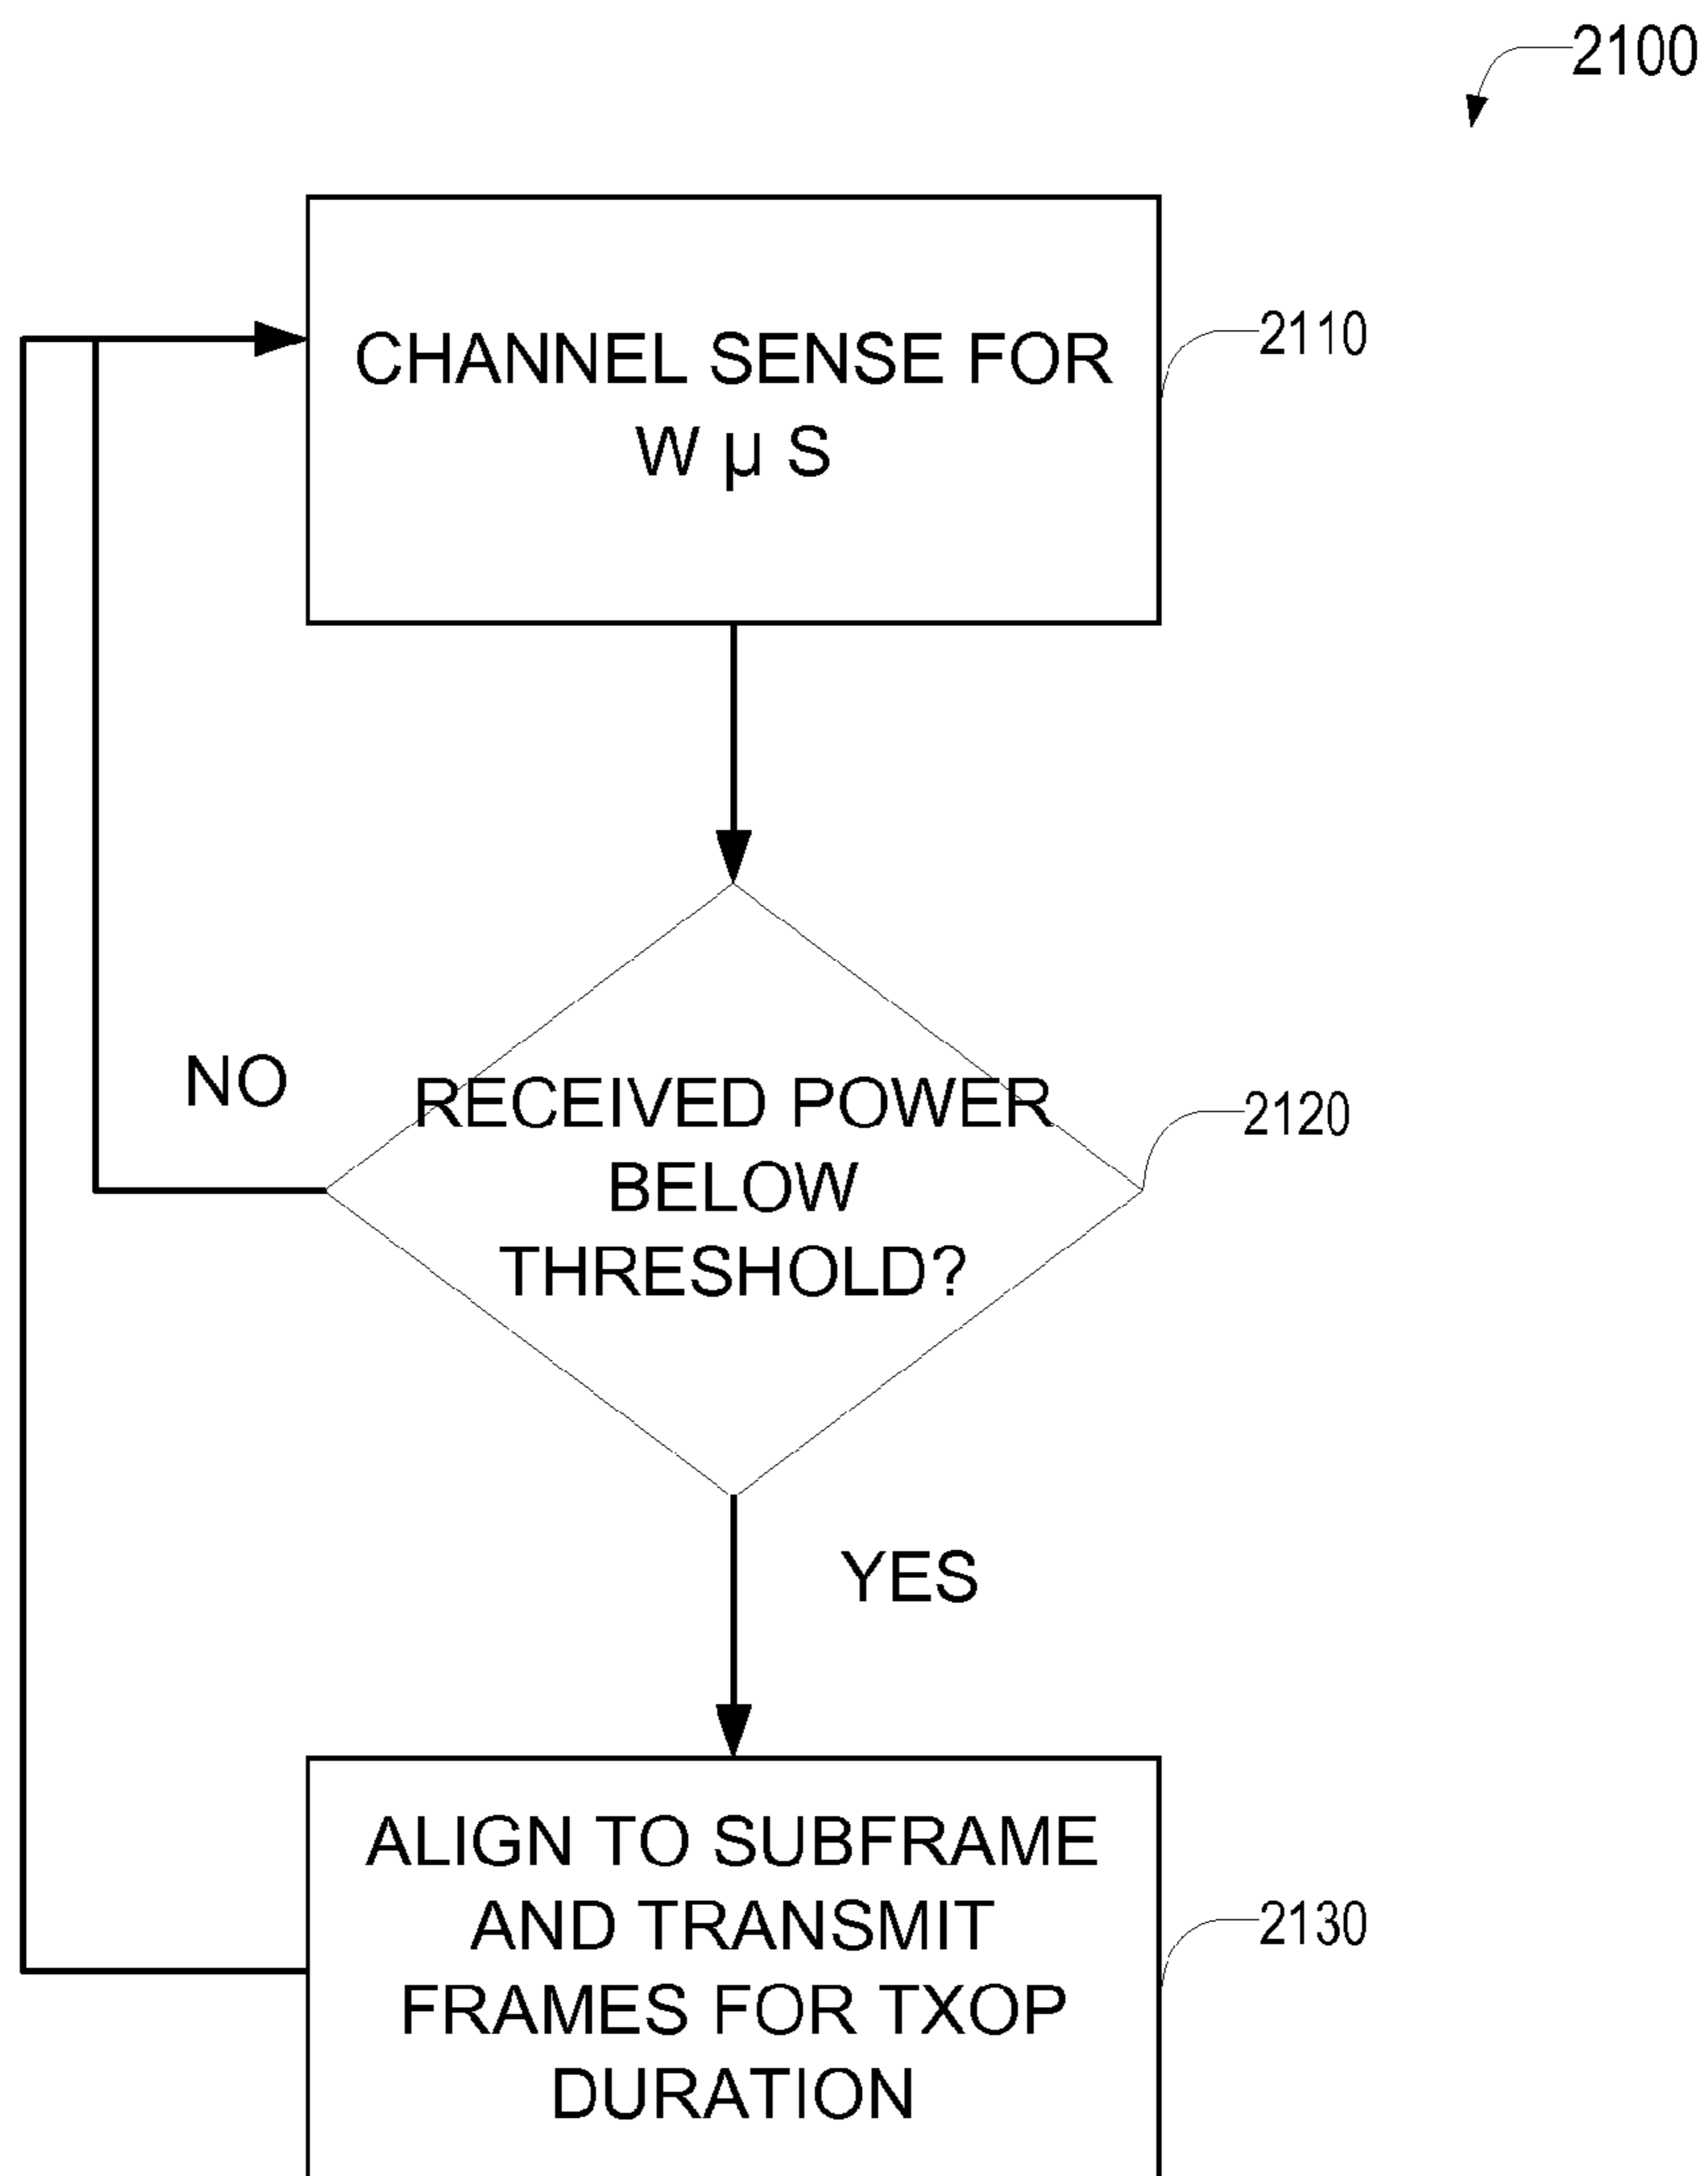 2100
CHANNEL SENSE FOR
W µ S
2110
NO
RECEIVED POWER
BELOW
THRESHOLD?
2120
YES
ALIGN TO SUBFRAME
AND TRANSMIT
FRAMES FOR TXOP
DURATION
2130